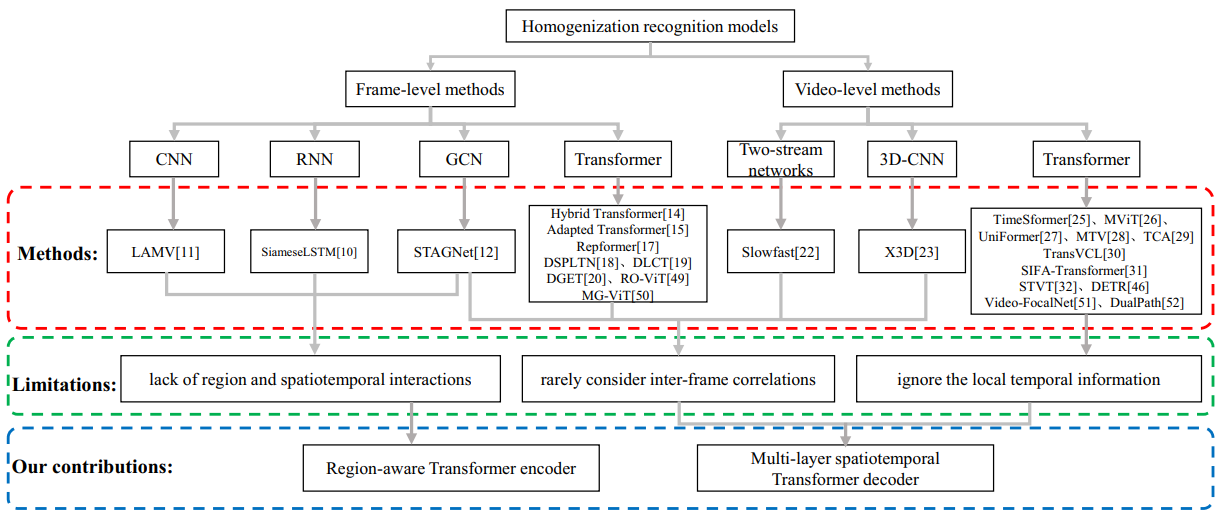 Homogenization recognition models
Frame-level methods
Video-level methods
CNN
RNN
GCN
Transformer
Two-stream
networks
3D-CNN
Transformer
Methods:
LAMV[11]
SiameseLSTM[10]
STAGNet[12]
Hybrid Transformer[14]
Adapted Transformer[15]
Repformer[17]
DSPLTN[18]、DLCT[19]
DGET[20]、RO-ViT[49]
MG-ViT[50]
Slowfast[22]
X3D[23]
TimeSformer[25]、MViT[26]、
UniFormer[27]、MTV[28]、TCA[29]
TransVCL[30]
SIFA-Transformer[31]
STVT[32]、DETR[46]
Video-FocalNet[51]、DualPath[52]
Limitations:
lack of region and spatiotemporal interactions
rarely consider inter-frame correlations
ignore the local temporal information
Our contributions:
Region-aware Transformer encoder
Multi-layer spatiotemporal
Transformer decoder